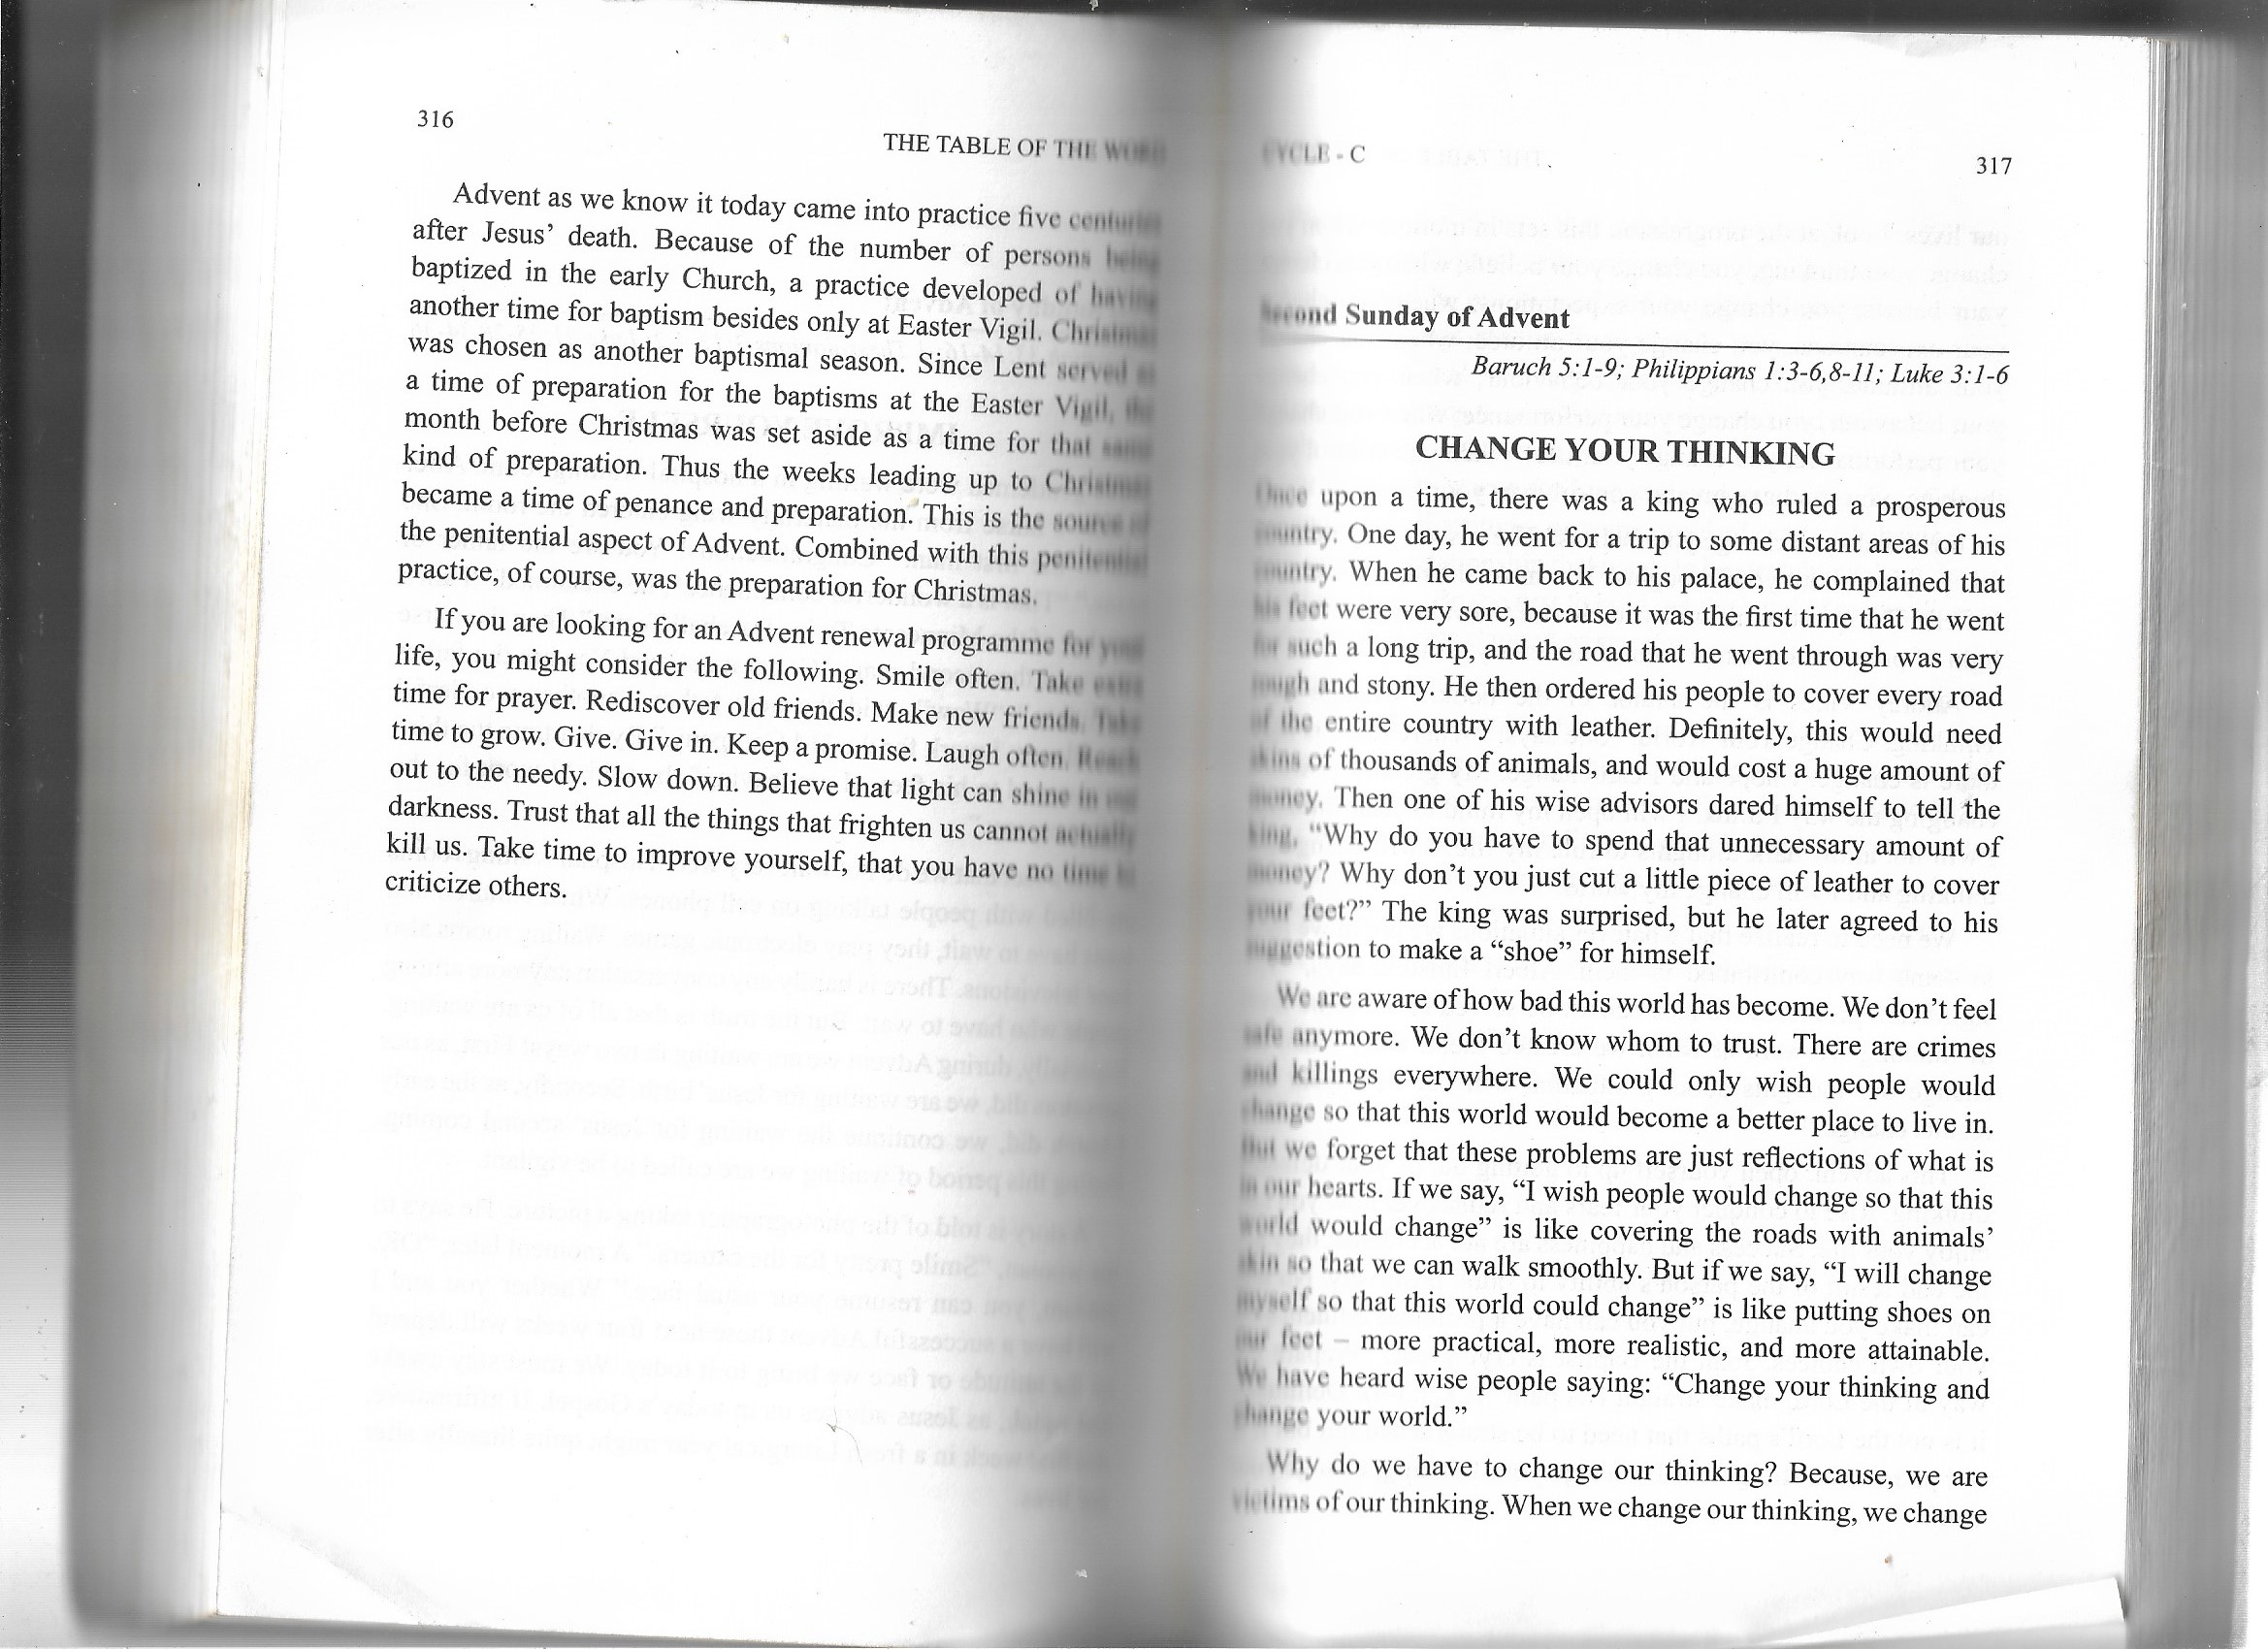 316
THE TABLE OF THE WORD
Advent as we know it today came into practice five centuries
after Jesus' death. Because of the number of persons being
baptized in the early Church, a practice developed of having
another time for baptism besides only at Easter Vigil. Christmas
was chosen as another baptismal season. Since Lent served as
a time of preparation for the baptisms at the Easter Vigil, the
month before Christmas was set aside as a time for that same
kind of preparation. Thus the weeks leading up to Christmas
became a time of penance and preparation. This is the source of
the penitential aspect of Advent. Combined with this penitential
practice, of course, was the preparation for Christmas.
If you are looking for an Advent renewal programme for your
life, you might consider the following. Smile often. Take extra
time for prayer. Rediscover old friends. Make new friends. Take
time to grow. Give. Give in. Keep a promise. Laugh often. Reach
out to the needy. Slow down. Believe that light can shine in our
darkness. Trust that all the things that frighten us cannot actually
kill us. Take time to improve yourself, that you have no time to
criticize others.
CYCLE - C
317
Second Sunday of Advent
Baruch 5:1-9; Philippians 1:3-6,8-11; Luke 3:1-6
CHANGE YOUR THINKING
Once upon a time, there was a king who ruled a prosperous
country. One day, he went for a trip to some distant areas of his
country. When he came back to his palace, he complained that
his feet were very sore, because it was the first time that he went
for such a long trip, and the road that he went through was very
rough and stony. He then ordered his people to cover every road
of the entire country with leather. Definitely, this would need
skins of thousands of animals, and would cost a huge amount of
money. Then one of his wise advisors dared himself to tell the
king, "Why do you have to spend that unnecessary amount of
money? Why don't you just cut a little piece of leather to cover
your feet?" The king was surprised, but he later agreed to his
suggestion to make a "shoe" for himself.
We are aware of how bad this world has become. We don't feel
safe anymore. We don't know whom to trust. There are crimes
and killings everywhere. We could only wish people would
change so that this world would become a better place to live in.
But we forget that these problems are just reflections of what is
in our hearts. If we say, "I wish people would change so that this
world would change" is like covering the roads with animals'
skin so that we can walk smoothly. But if we say, "I will change
myself so that this world could change" is like putting shoes on
our feet – more practical, more realistic, and more attainable.
We have heard wise people saying: "Change your thinking and
change your world."
Why do we have to change our thinking? Because, we are
victims of our thinking. When we change our thinking, we change